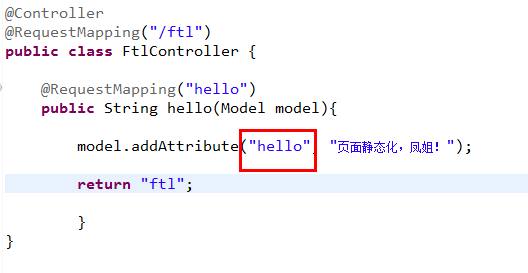 @Controller
@RequestMapping("/ftl")
public class FtlController {
@RequestMapping("hello")
public String hello(Model model){
model.addAttribute("hello", "页面静态化，凤姐！");
return "ftl";
}
}